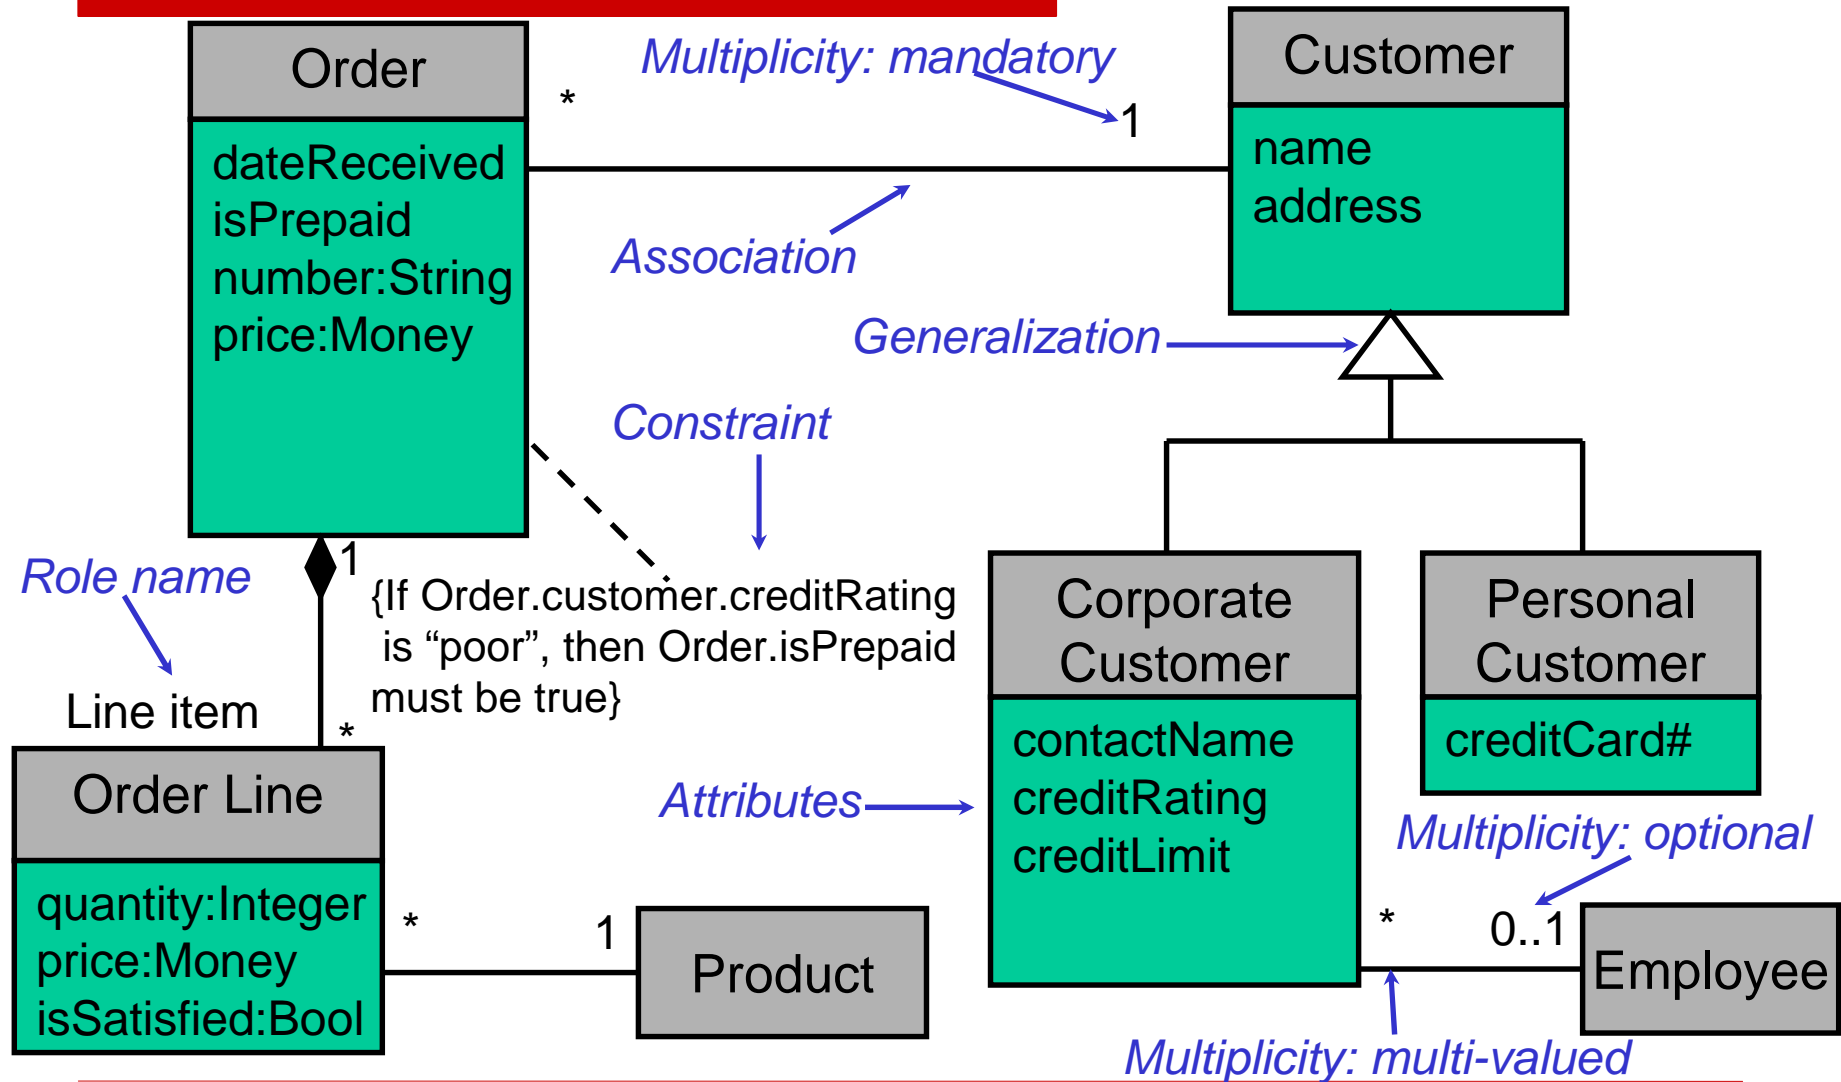 Order
dateReceived
isPrepaid
number:String
price:Money
*
Multiplicity: mandatory
1
Association
Customer
name
address
Generalization
Constraint
{If Order.customer.creditRating
is “poor”, then Order.isPrepaid
must be true}
1
Role name
Line item
*
Order Line
quantity:Integer
price:Money
isSatisfied:Bool
*
1
Product
Corporate
Customer
contactName
creditRating
creditLimit
Attributes
Personal
Customer
creditCard#
Multiplicity: optional
*
0..1
Employee
Multiplicity: multi-valued